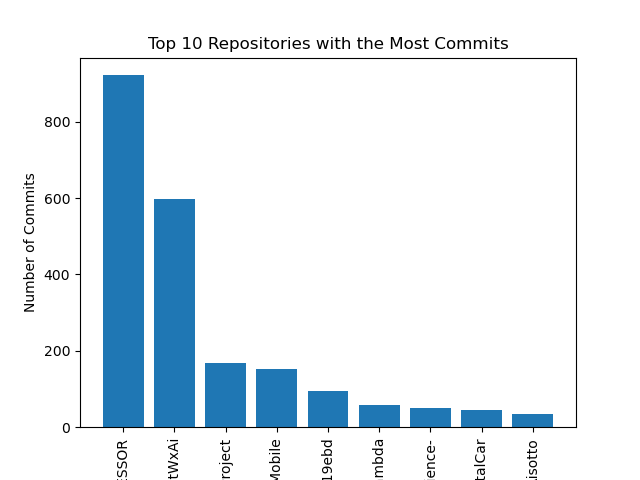 Top 10 Repositories with the Most Commits
Number of Commits
800
600
400
200
0
SSOR
tWxAi
roject
Mobile
19ebd
mbda
ience-
talCar
isotto